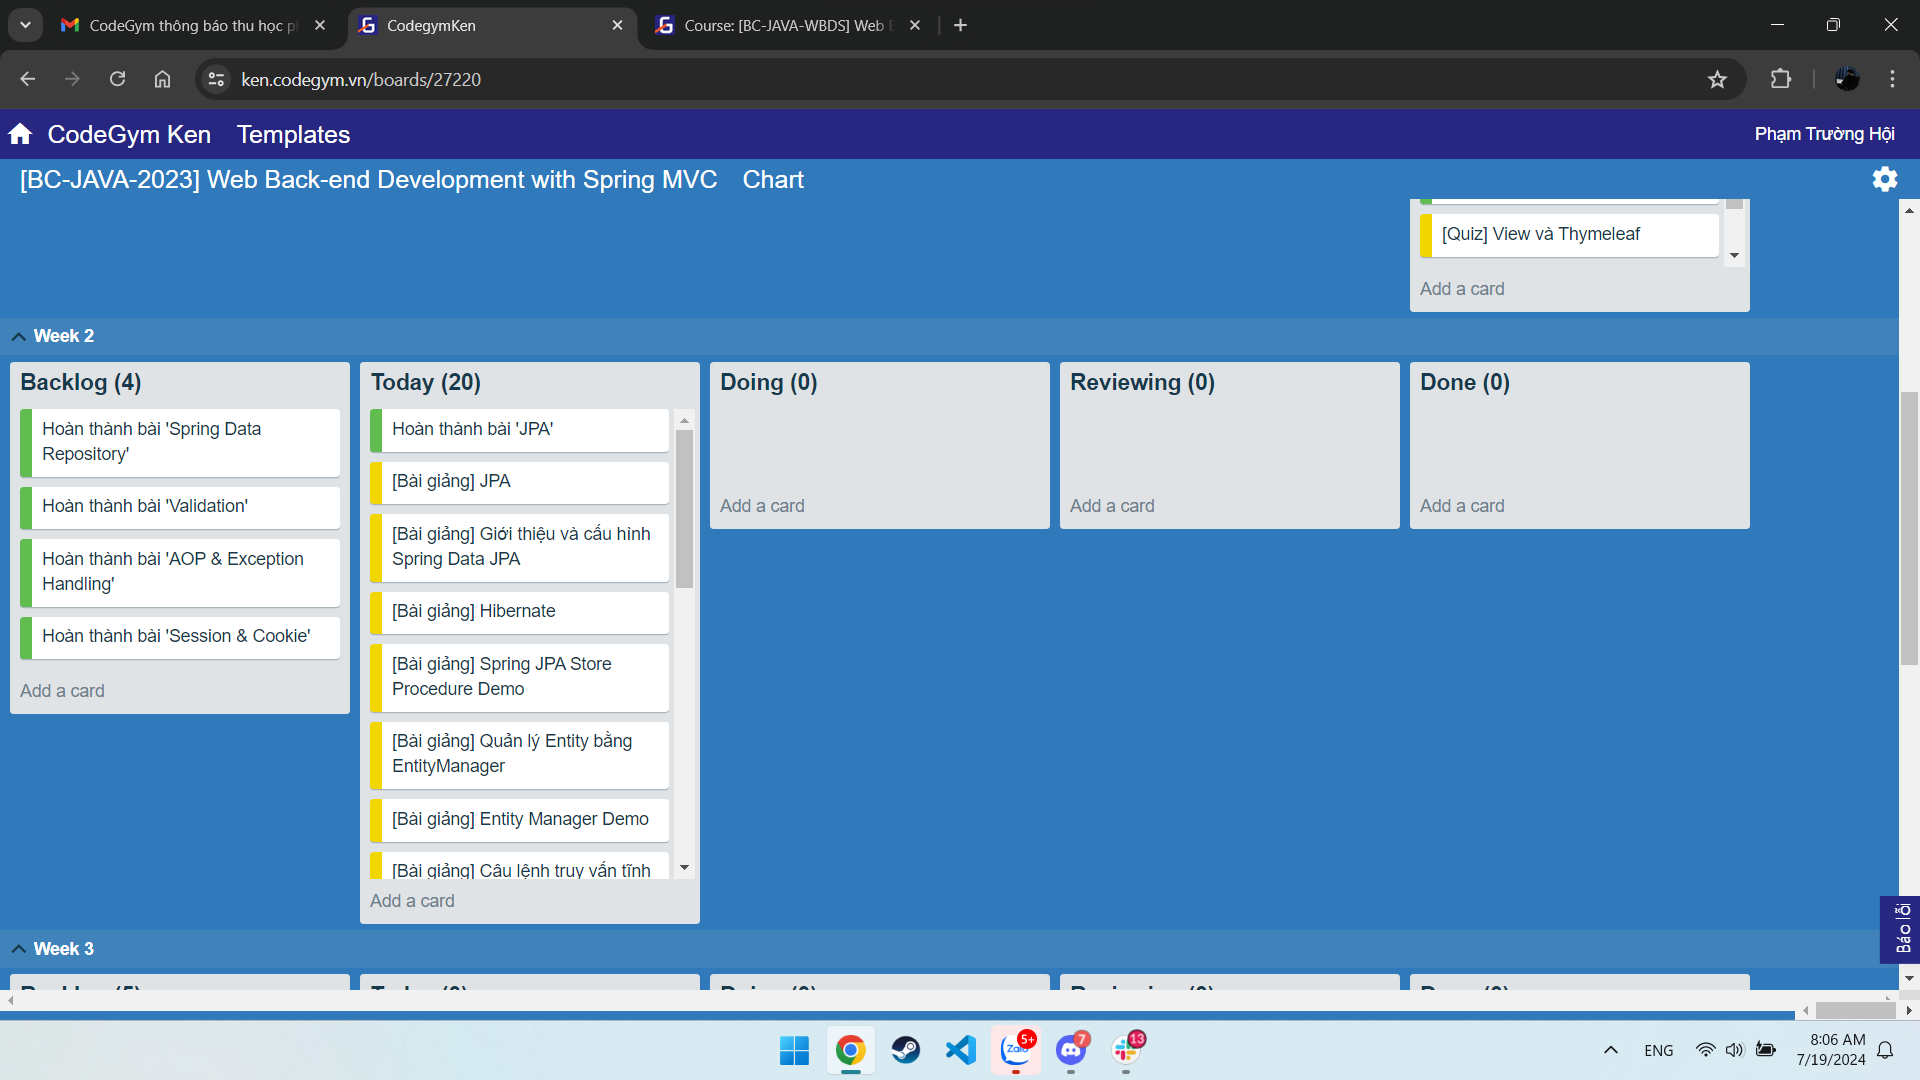 CodeGym thông báo thu học p
CodegymKen
Course: [BC-JAVA-WBDS] Web
ken.codegym.vn/boards/27220
CodeGym Ken
Templates
Phạm Trường Hội
[BC-JAVA-2023] Web Back-end Development with Spring MVC
Chart
[Quiz] View và Thymeleaf
Add a card
Week 2
Backlog (4)
Hoàn thành bài 'Spring Data
Repository'
Hoàn thành bài 'Validation'
Hoàn thành bài 'AOP & Exception
Handling'
Hoàn thành bài 'Session & Cookie'
Add a card
Today (20)
Hoàn thành bài 'JPA'
[Bài giảng] JPA
[Bài giảng] Giới thiệu và cấu hình
Spring Data JPA
[Bài giảng] Hibernate
[Bài giảng] Spring JPA Store
Procedure Demo
[Bài giảng] Quản lý Entity bằng
EntityManager
[Bài giảng] Entity Manager Demo
[Bài giảng] Câu lệnh truy vấn tĩnh
Add a card
Doing (0)
Add a card
Reviewing (0)
Add a card
Done (0)
Add a card
Báo lỗi
Week 3
Zalo
5+
7
13
ENG
8:06 AM
7/19/2024